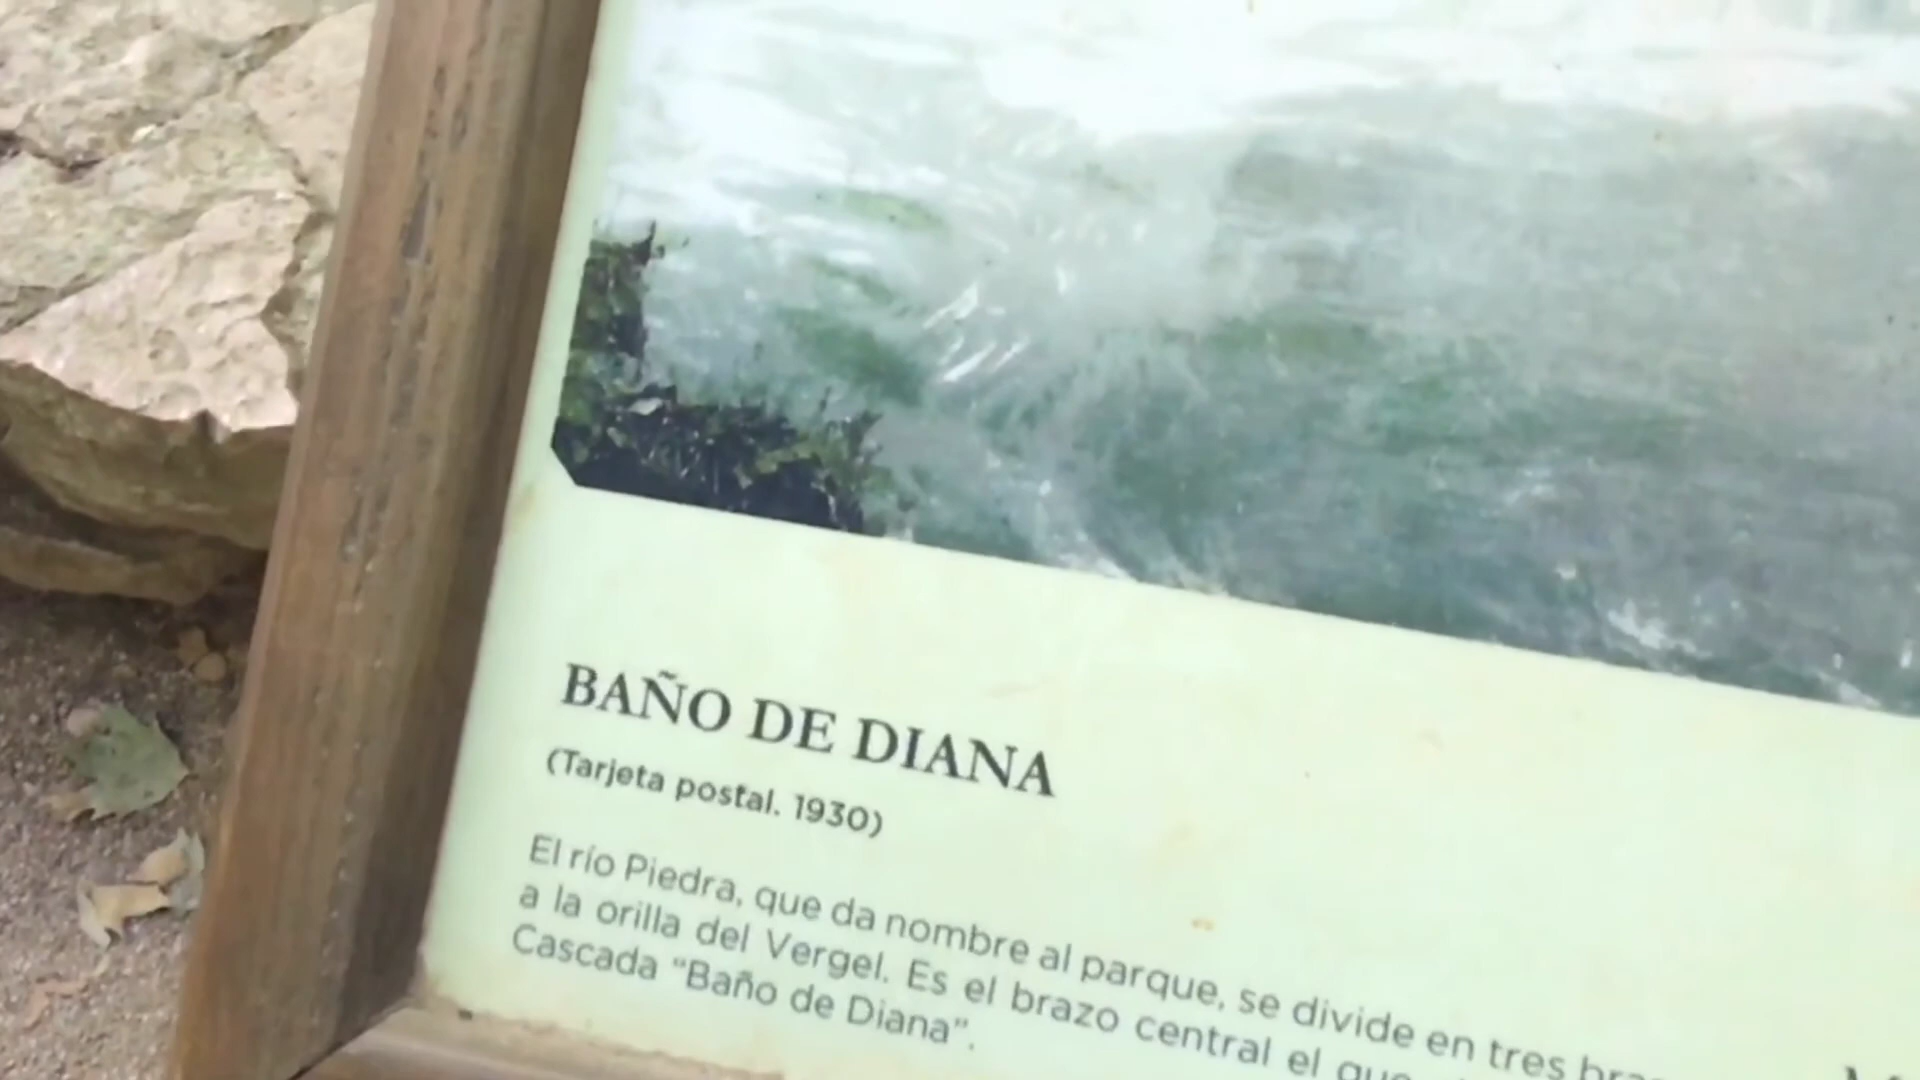 BAÑO DE DIANA
(Tarjeta postal. 1930)
El río Piedra, que da nombre al parque, se divide en tres
a la orilla del Vergel. Es el brazo central el
Cascada "Baño de Diana".